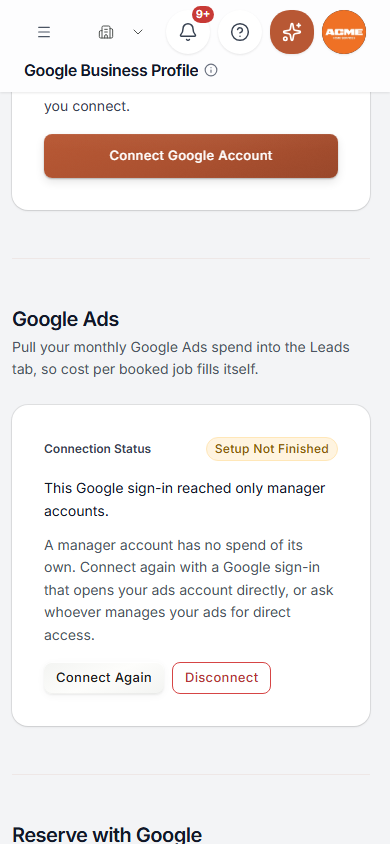 9+
ACME
Google Business Profile
you connect.
Connect Google Account
Google Ads
Pull your monthly Google Ads spend into the Leads
tab, so cost per booked job fills itself.
Connection Status
Setup Not Finished
This Google sign-in reached only manager
accounts.
A manager account has no spend of its
own. Connect again with a Google sign-in
that opens your ads account directly, or ask
whoever manages your ads for direct
access.
Connect Again
Disconnect
Reserve with Google